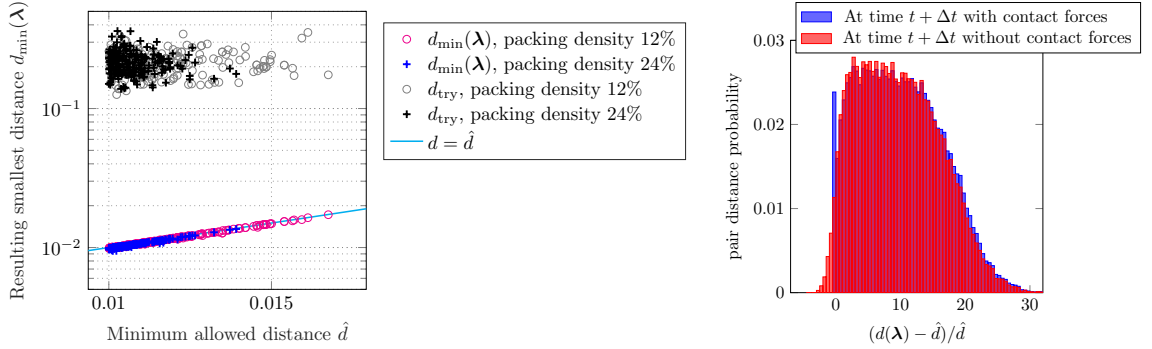 Resulting smallest distance d_min(λ)
10⁻¹
10⁻²
0.01
0.015
Minimum allowed distance d̂
d_min(λ), packing density 12%
d_min(λ), packing density 24%
d_try, packing density 12%
d_try, packing density 24%
d = d̂
At time t + Δt with contact forces
At time t + Δt without contact forces
pair distance probability
0.03
0.02
0.01
0
0
10
20
30
(d(λ) − d̂)/d̂